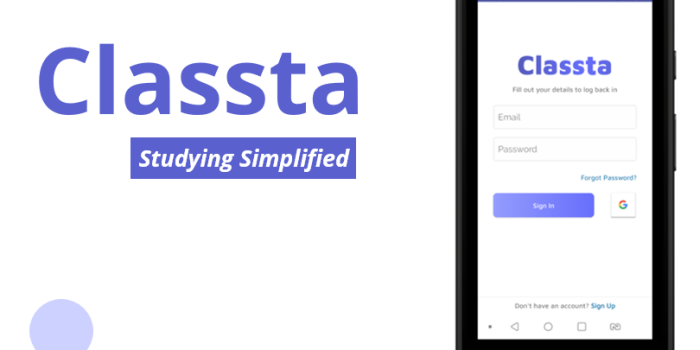 Classta
Studying Simplified
Classta
Fill out your details to log back in
Email
Password
Forgot Password?
Sign In
G
Don't have an account? Sign Up